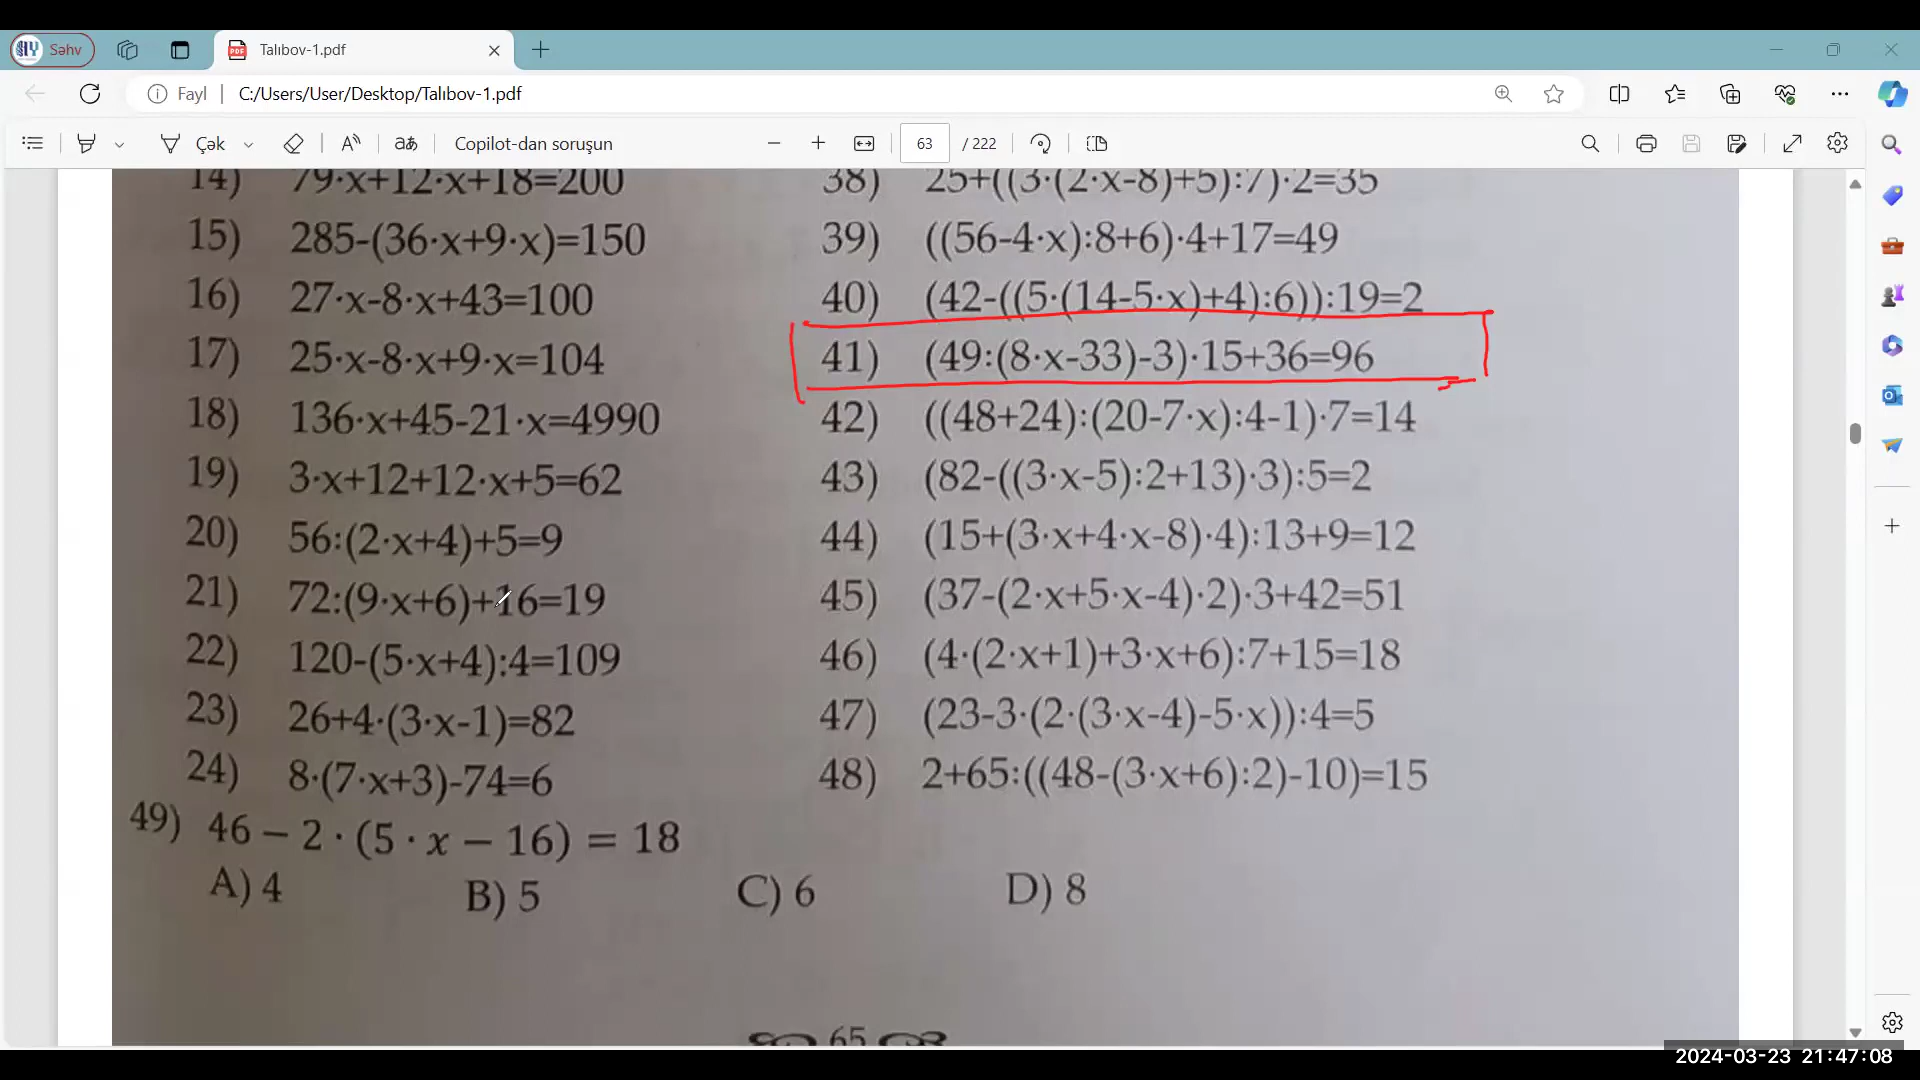 Səhv
Talıbov-1.pdf
Fayl
C:/Users/User/Desktop/Talıbov-1.pdf
Çək
Copilot-dan soruşun
63 / 222
14) 79·x+12·x+18=200
15) 285-(36·x+9·x)=150
16) 27·x-8·x+43=100
17) 25·x-8·x+9·x=104
18) 136·x+45-21·x=4990
19) 3·x+12+12·x+5=62
20) 56:(2·x+4)+5=9
21) 72:(9·x+6)+16=19
22) 120-(5·x+4):4=109
23) 26+4·(3·x-1)=82
24) 8·(7·x+3)-74=6
38) 25+((3·(2·x-8)+5):7)·2=35
39) ((56-4·x):8+6)·4+17=49
40) (42-((5·(14-5·x)+4):6)):19=2
41) (49:(8·x-33)-3)·15+36=96
42) ((48+24):(20-7·x):4-1)·7=14
43) (82-((3·x-5):2+13)·3):5=2
44) (15+(3·x+4·x-8)·4):13+9=12
45) (37-(2·x+5·x-4)·2)·3+42=51
46) (4·(2·x+1)+3·x+6):7+15=18
47) (23-3·(2·(3·x-4)-5·x)):4=5
48) 2+65:((48-(3·x+6):2)-10)=15
49) 46 − 2 · (5 · x − 16) = 18
A) 4 B) 5 C) 6 D) 8
65
2024-03-23 21:47:08